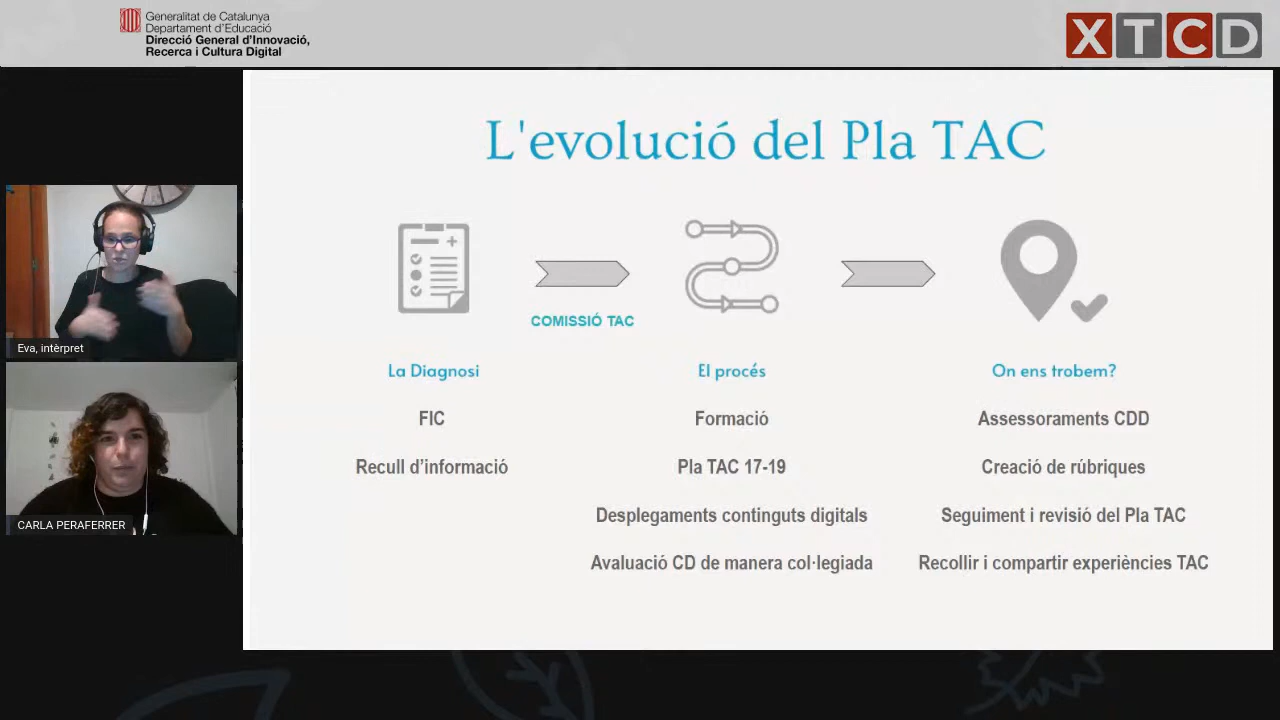 Generalitat de Catalunya
Departament d'Educació
Direcció General d'Innovació,
Recerca i Cultura Digital
XTCD
L'evolució del Pla TAC
COMISSIÓ TAC
La Diagnosi
FIC
Recull d'informació
El procés
Formació
Pla TAC 17-19
Desplegaments continguts digitals
Avaluació CD de manera col·legiada
On ens trobem?
Assessoraments CDD
Creació de rúbriques
Seguiment i revisió del Pla TAC
Recollir i compartir experiències TAC
Eva, intèrpret
CARLA PERAFERRER